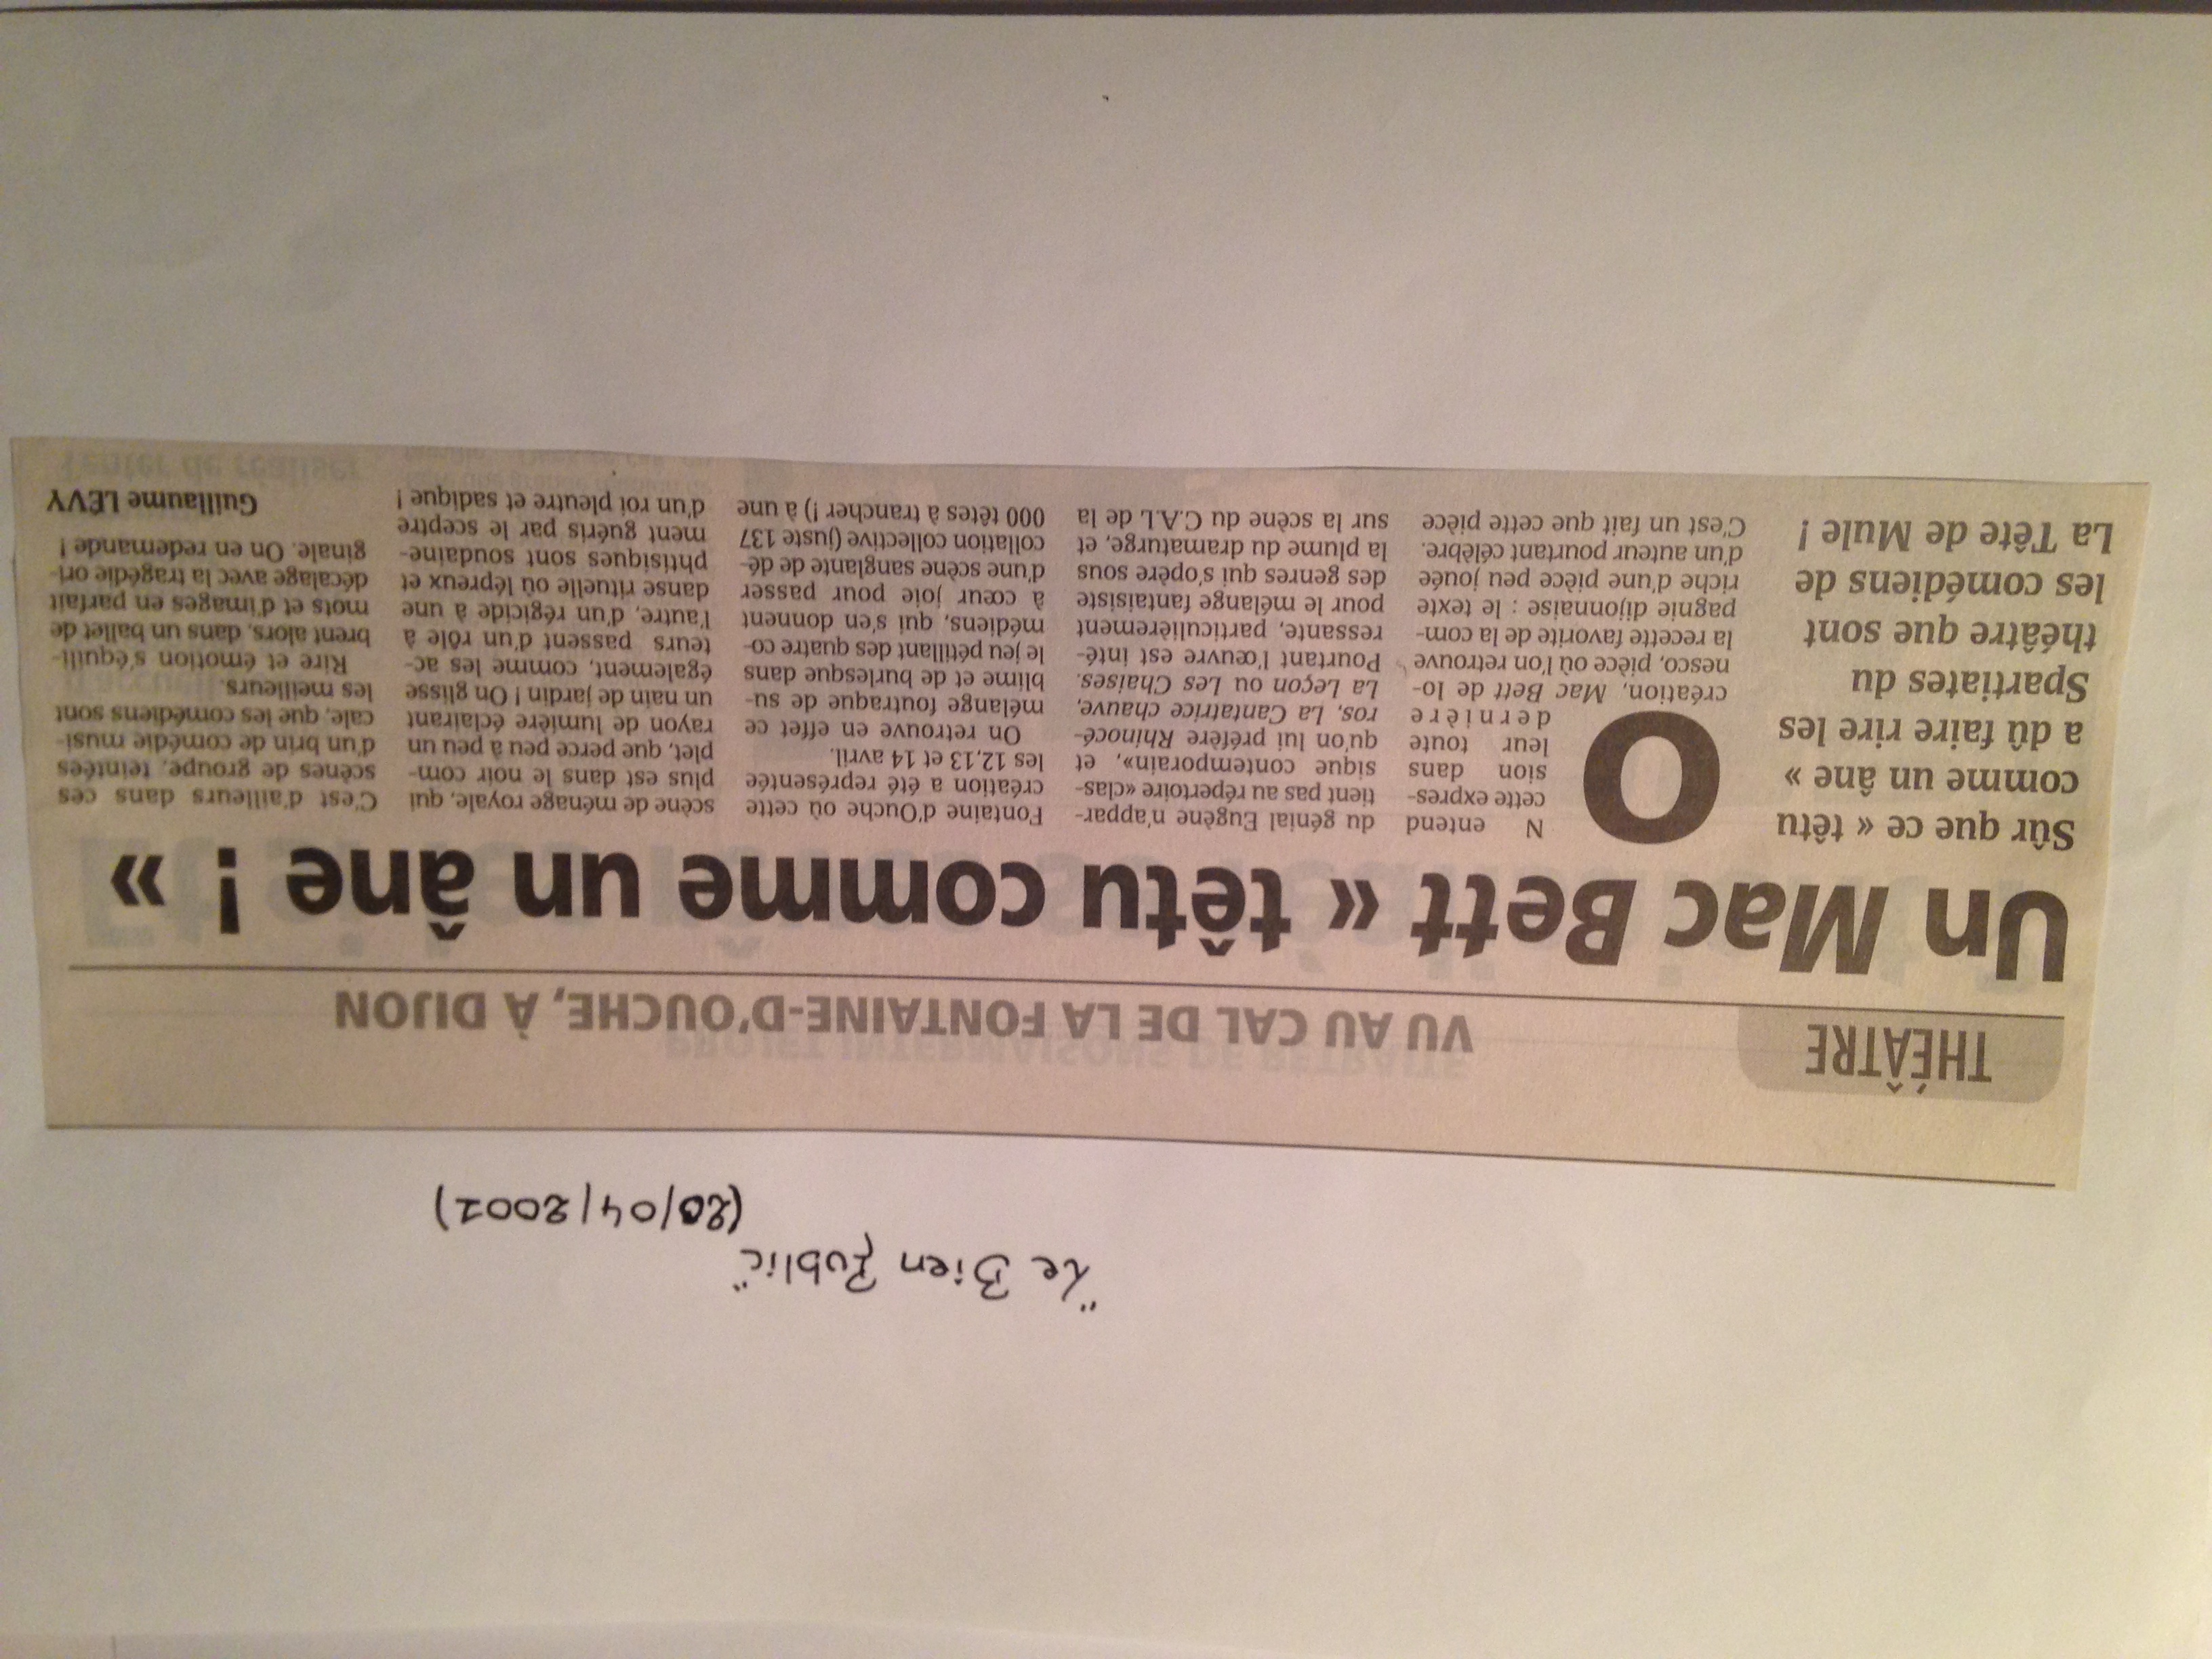 "Le Bien Public"
(20/04/2001)
THÉÂTRE
VU AU CAL DE LA FONTAINE-D'OUCHE, À DIJON
Un Mac Bett « têtu comme un âne ! »
Sûr que ce « têtu
comme un âne »
a dû faire rire les
Spartiates du
théâtre que sont
les comédiens de
La Tête de Mule !
ON entend
cette expres-
sion dans
leur toute
dernière
création, Mac Bett de Io-
nesco, pièce où l'on retrouve
la recette favorite de la com-
pagnie dijonnaise : le texte
riche d'une pièce peu jouée
d'un auteur pourtant célèbre.
C'est un fait que cette pièce
du génial Eugène n'appar-
tient pas au répertoire «clas-
sique contemporain», et
qu'on lui préfère Rhinocé-
ros, La Cantatrice chauve,
La Leçon ou Les Chaises.
Pourtant l'œuvre est inté-
ressante, particulièrement
pour le mélange fantaisiste
des genres qui s'opère sous
la plume du dramaturge, et
sur la scène du C.A.L de la
Fontaine d'Ouche où cette
création a été représentée
les 12,13 et 14 avril.
On retrouve en effet ce
mélange foutraque de su-
blime et de burlesque dans
le jeu pétillant des quatre co-
médiens, qui s'en donnent
à cœur joie pour passer
d'une scène sanglante de dé-
collation collective (juste 137
000 têtes à trancher !) à une
scène de ménage royale, qui
plus est dans le noir com-
plet, que perce peu à peu un
rayon de lumière éclairant
un nain de jardin ! On glisse
également, comme les ac-
teurs passent d'un rôle à
l'autre, d'un régicide à une
danse rituelle où lépreux et
phtisiques sont soudaine-
ment guéris par le sceptre
d'un roi pleutre et sadique !
C'est d'ailleurs dans ces
scènes de groupe, teintées
d'un brin de comédie musi-
cale, que les comédiens sont
les meilleurs.
Rire et émotion s'équili-
brent alors, dans un ballet de
mots et d'images en parfait
décalage avec la tragédie ori-
ginale. On en redemande !
Guillaume LÉVY